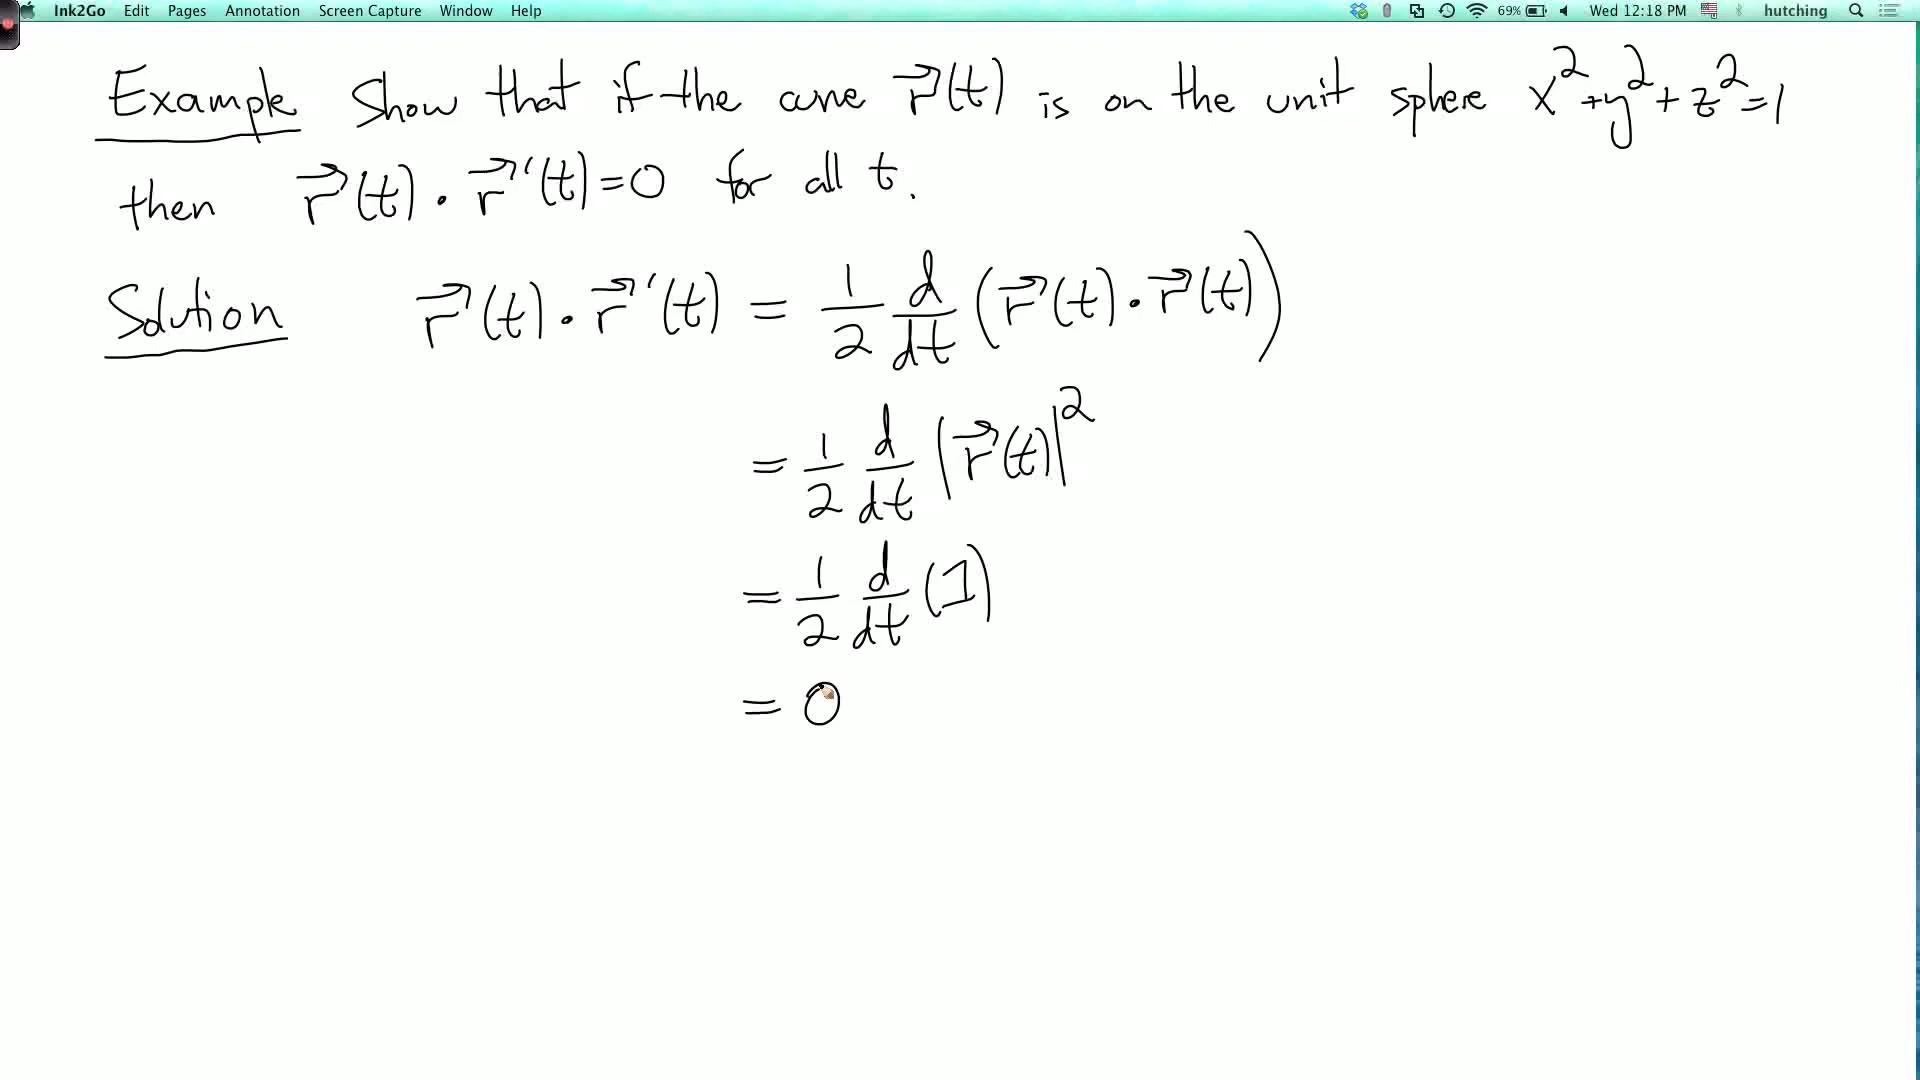 Ink2Go Edit Pages Annotation Screen Capture Window Help 69% Wed 12:18 PM hutching
Example Show that if the curve r⃗(t) is on the unit sphere x²+y²+z²=1
then r⃗(t)·r⃗'(t)=0 for all t.
Solution r⃗(t)·r⃗'(t) = 1/2 d/dt (r⃗(t)·r⃗(t))
= 1/2 d/dt |r⃗(t)|²
= 1/2 d/dt (1)
= 0